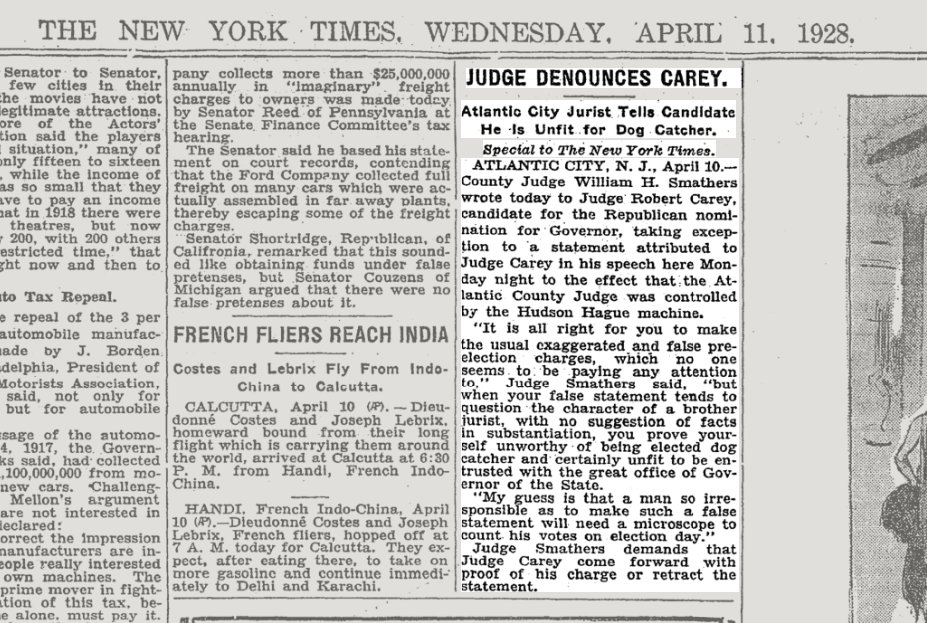 THE NEW YORK TIMES, WEDNESDAY, APRIL 11, 1928.
Senator to Senator,
few cities in their
the movies have not
legitimate attractions.
ore of the Actors'
tion said the players
situation," many of
only fifteen to sixteen
, while the income of
as so small that they
ave to pay an income
hat in 1918 there were
theatres, but now
200, with 200 others
restricted time," that
ght now and then to
uto Tax Repeal.
e repeal of the 3 per
automobile manufac-
made by J. Borden
adelphia, President of
Motorists Association,
said, not only for
but for automobile
ssage of the automo-
4, 1917, the Govern-
ks said, had collected
,100,000,000 from mo-
new cars. Challeng-
Mellon's argument
are not interested in
declared:
orrect the impression
manufacturers are in-
eople really interested
own machines. The
prime mover in fight-
ation of this tax, be-
e alone, must pay it.
pany collects more than $25,000,000
annually in "imaginary" freight
charges to owners was made today
by Senator Reed of Pennsylvania at
the Senate Finance Committee's tax
hearing.
The Senator said he based his state-
ment on court records, contending
that the Ford Company collected full
freight on many cars which were ac-
tually assembled in far away plants,
thereby escaping some of the freight
charges.
Senator Shortridge, Republican, of
Califronia, remarked that this sound-
ed like obtaining funds under false
pretenses, but Senator Couzens of
Michigan argued that there were no
false pretenses about it.
FRENCH FLIERS REACH INDIA
Costes and Lebrix Fly From Indo-
China to Calcutta.
CALCUTTA, April 10 (AP).—Dieu-
donné Costes and Joseph Lebrix,
homeward bound from their long
flight which is carrying them around
the world, arrived at Calcutta at 6:30
P. M. from Handi, French Indo-
China.
HANDI, French Indo-China, April
10 (AP).—Dieudonné Costes and Joseph
Lebrix, French fliers, hopped off at
7 A. M. today for Calcutta. They ex-
pect, after eating there, to take on
more gasoline and continue immedi-
ately to Delhi and Karachi.
JUDGE DENOUNCES CAREY.
Atlantic City Jurist Tells Candidate
He Is Unfit for Dog Catcher.
Special to The New York Times.
ATLANTIC CITY, N. J., April 10.—
County Judge William H. Smathers
wrote today to Judge Robert Carey,
candidate for the Republican nomi-
nation for Governor, taking excep-
tion to a statement attributed to
Judge Carey in his speech here Mon-
day night to the effect that the At-
lantic County Judge was controlled
by the Hudson Hague machine.
"It is all right for you to make
the usual exaggerated and false pre-
election charges, which no one
seems to be paying any attention
to," Judge Smathers said, "but
when your false statement tends to
question the character of a brother
jurist, with no suggestion of facts
in substantiation, you prove your-
self unworthy of being elected dog
catcher and certainly unfit to be en-
trusted with the great office of Gov-
ernor of the State.
"My guess is that a man so irre-
sponsible as to make such a false
statement will need a microscope to
count his votes on election day."
Judge Smathers demands that
Judge Carey come forward with
proof of his charge or retract the
statement.